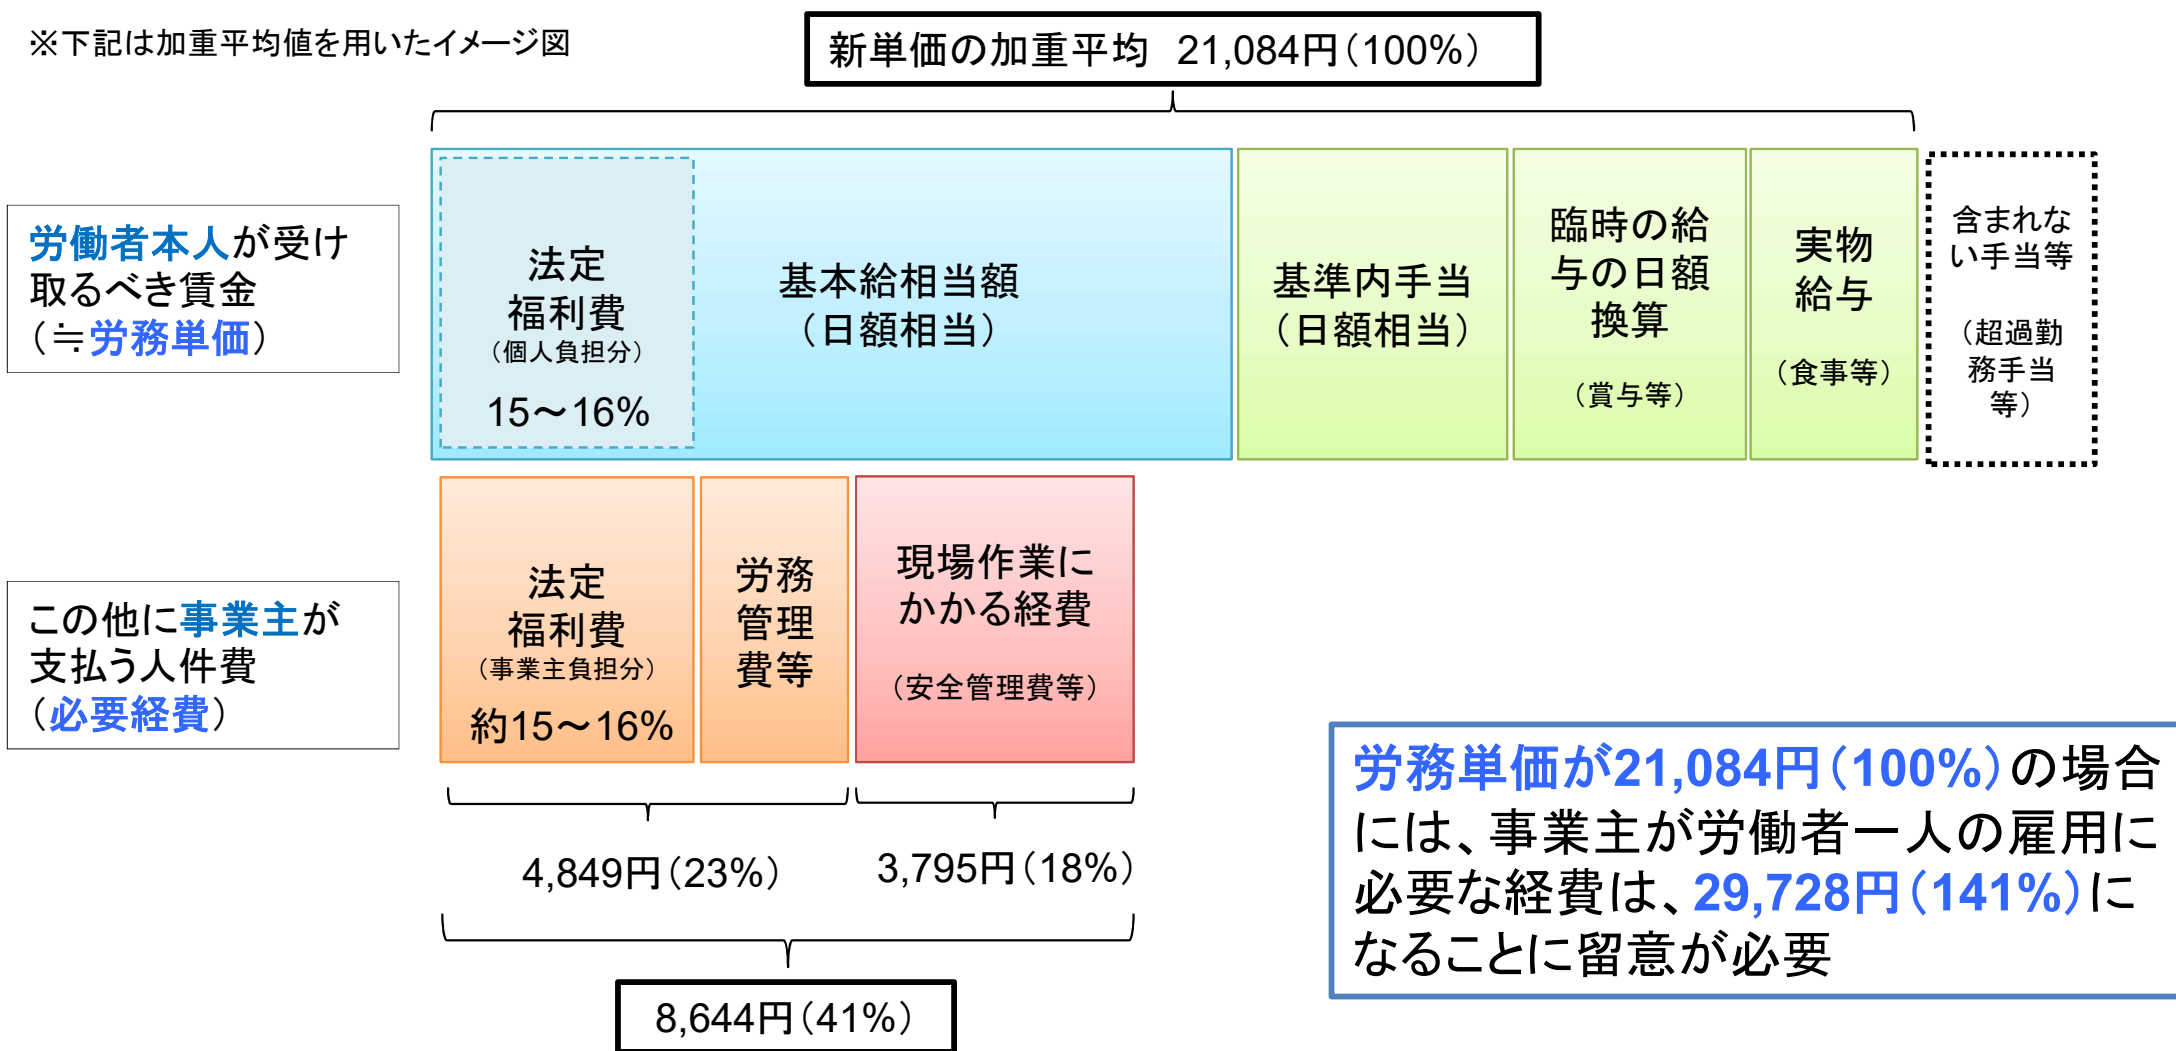 ※下記は加重平均値を用いたイメージ図
新単価の加重平均 21,084円（100%）
労働者本人が受け
取るべき賃金
（≒労務単価）
法定
福利費
（個人負担分）
15～16%
基本給相当額
（日額相当）
基準内手当
（日額相当）
臨時の給
与の日額
換算
（賞与等）
実物
給与
（食事等）
含まれな
い手当等
（超過勤
務手当
等）
この他に事業主が
支払う人件費
（必要経費）
法定
福利費
（事業主負担分）
約15～16%
労務
管理
費等
現場作業に
かかる経費
（安全管理費等）
4,849円（23%）
3,795円（18%）
8,644円（41%）
労務単価が21,084円（100%）の場合
には、事業主が労働者一人の雇用に
必要な経費は、29,728円（141%）に
なることに留意が必要